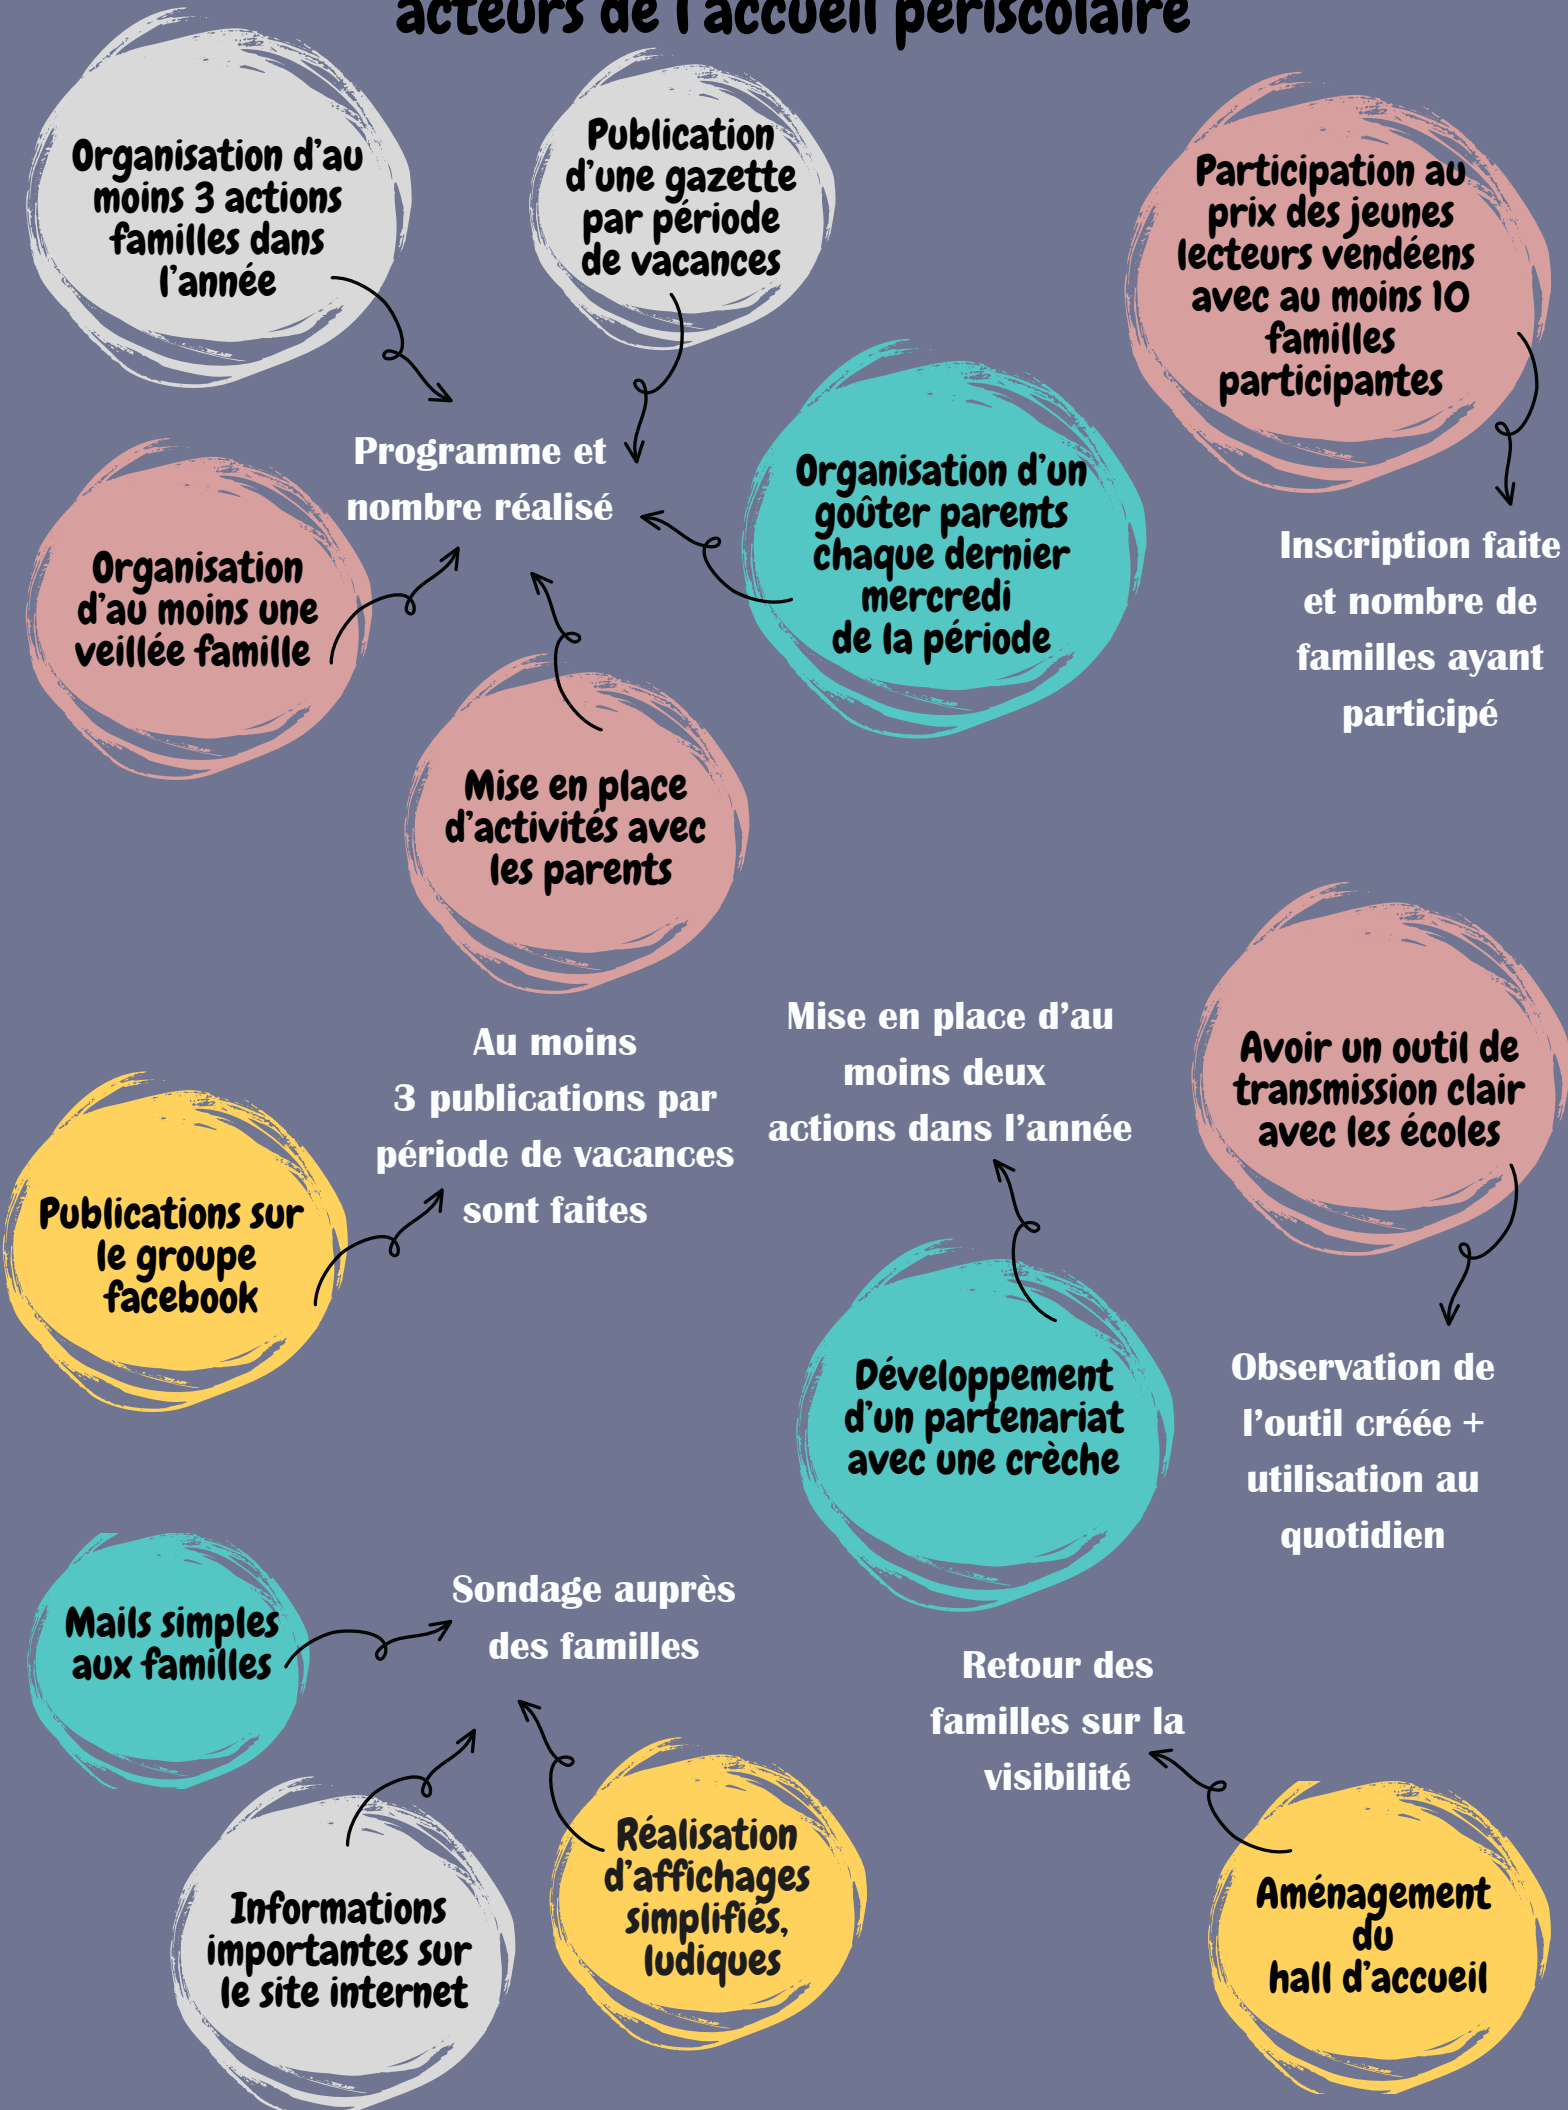 acteurs de l'accueil périscolaire
Organisation d'au
moins 3 actions
familles dans
l'année
Publication
d'une gazette
par période
de vacances
Participation au
prix des jeunes
lecteurs vendéens
avec au moins 10
familles
participantes
Programme et
nombre réalisé
Organisation d'un
goûter parents
chaque dernier
mercredi
de la période
Organisation
d'au moins une
veillée famille
Inscription faite
et nombre de
familles ayant
participé
Mise en place
d'activités avec
les parents
Au moins
3 publications par
période de vacances
sont faites
Mise en place d'au
moins deux
actions dans l'année
Avoir un outil de
transmission clair
avec les écoles
Publications sur
le groupe
facebook
Développement
d'un partenariat
avec une crèche
Observation de
l'outil créée +
utilisation au
quotidien
Mails simples
aux familles
Sondage auprès
des familles
Retour des
familles sur la
visibilité
Informations
importantes sur
le site internet
Réalisation
d'affichages
simplifiés,
ludiques
Aménagement
du
hall d'accueil